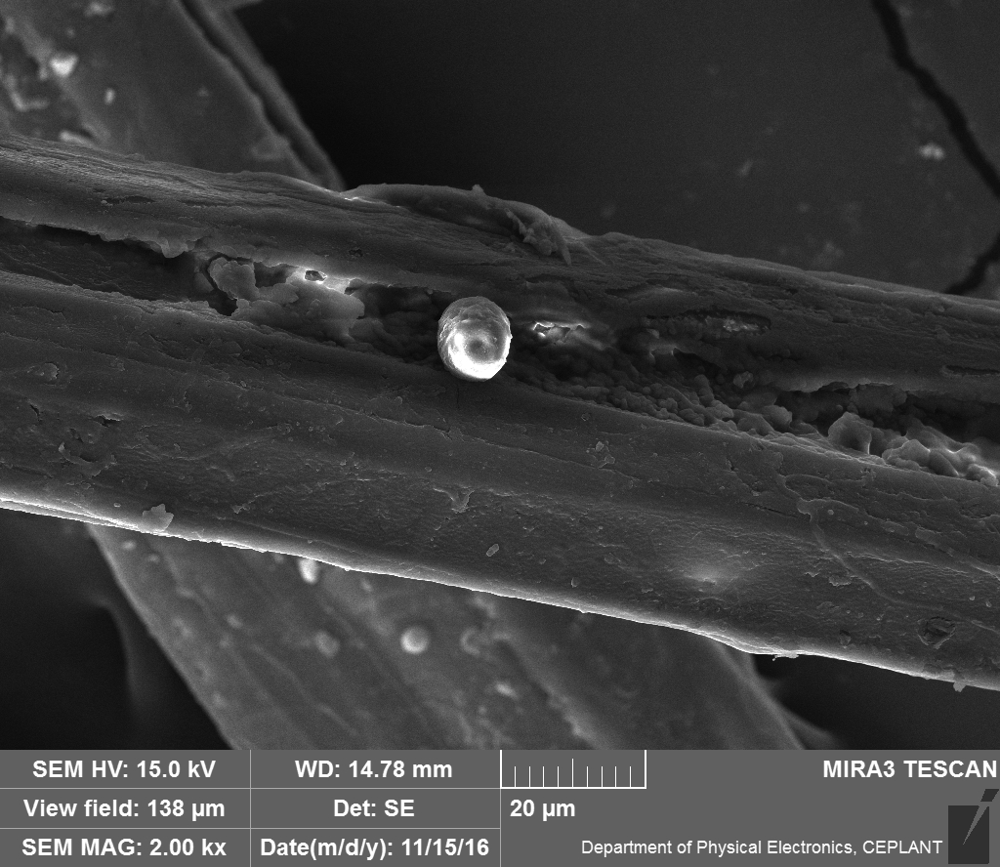 SEM HV: 15.0 kV
WD: 14.78 mm
MIRA3 TESCAN
View field: 138 µm
Det: SE
20 µm
SEM MAG: 2.00 kx
Date(m/d/y): 11/15/16
Department of Physical Electronics, CEPLANT